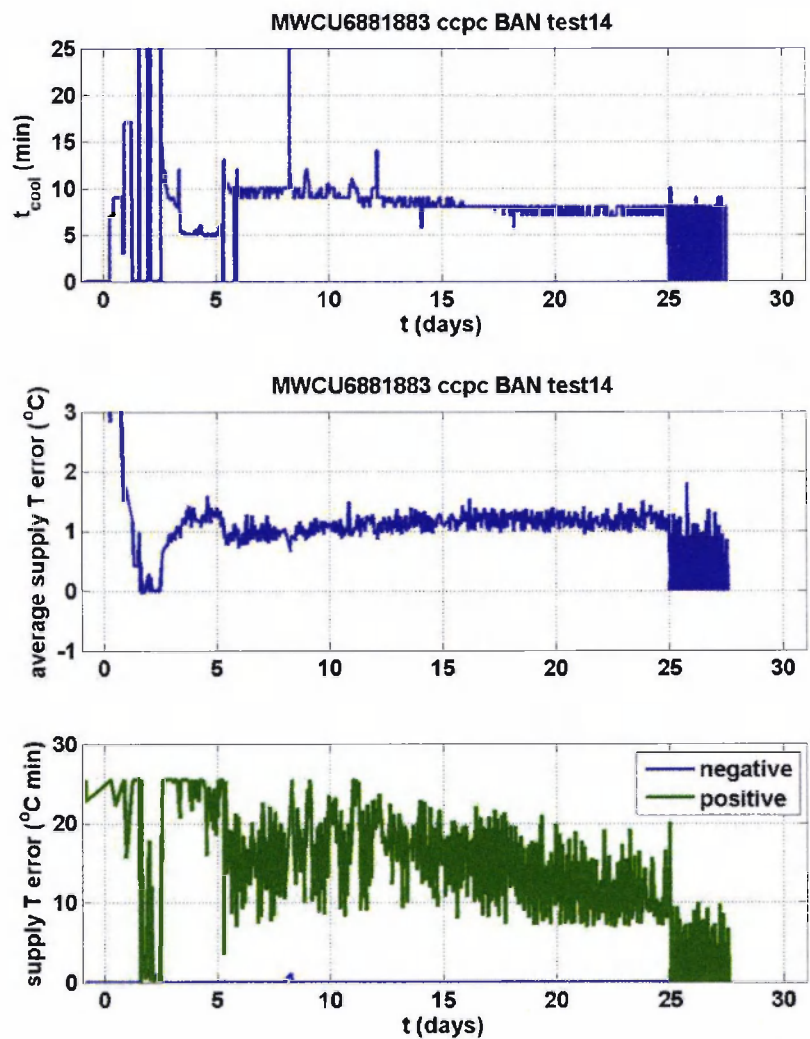 MWCU6881883 ccpc BAN test14
25
20
15
10
5
0
t_cool (min)
0 5 10 15 20 25 30
t (days)
MWCU6881883 ccpc BAN test14
3
2
1
0
-1
average supply T error (°C)
0 5 10 15 20 25 30
30
20
10
0
supply T error (°C min)
negative
positive
0 5 10 15 20 25 30
t (days)